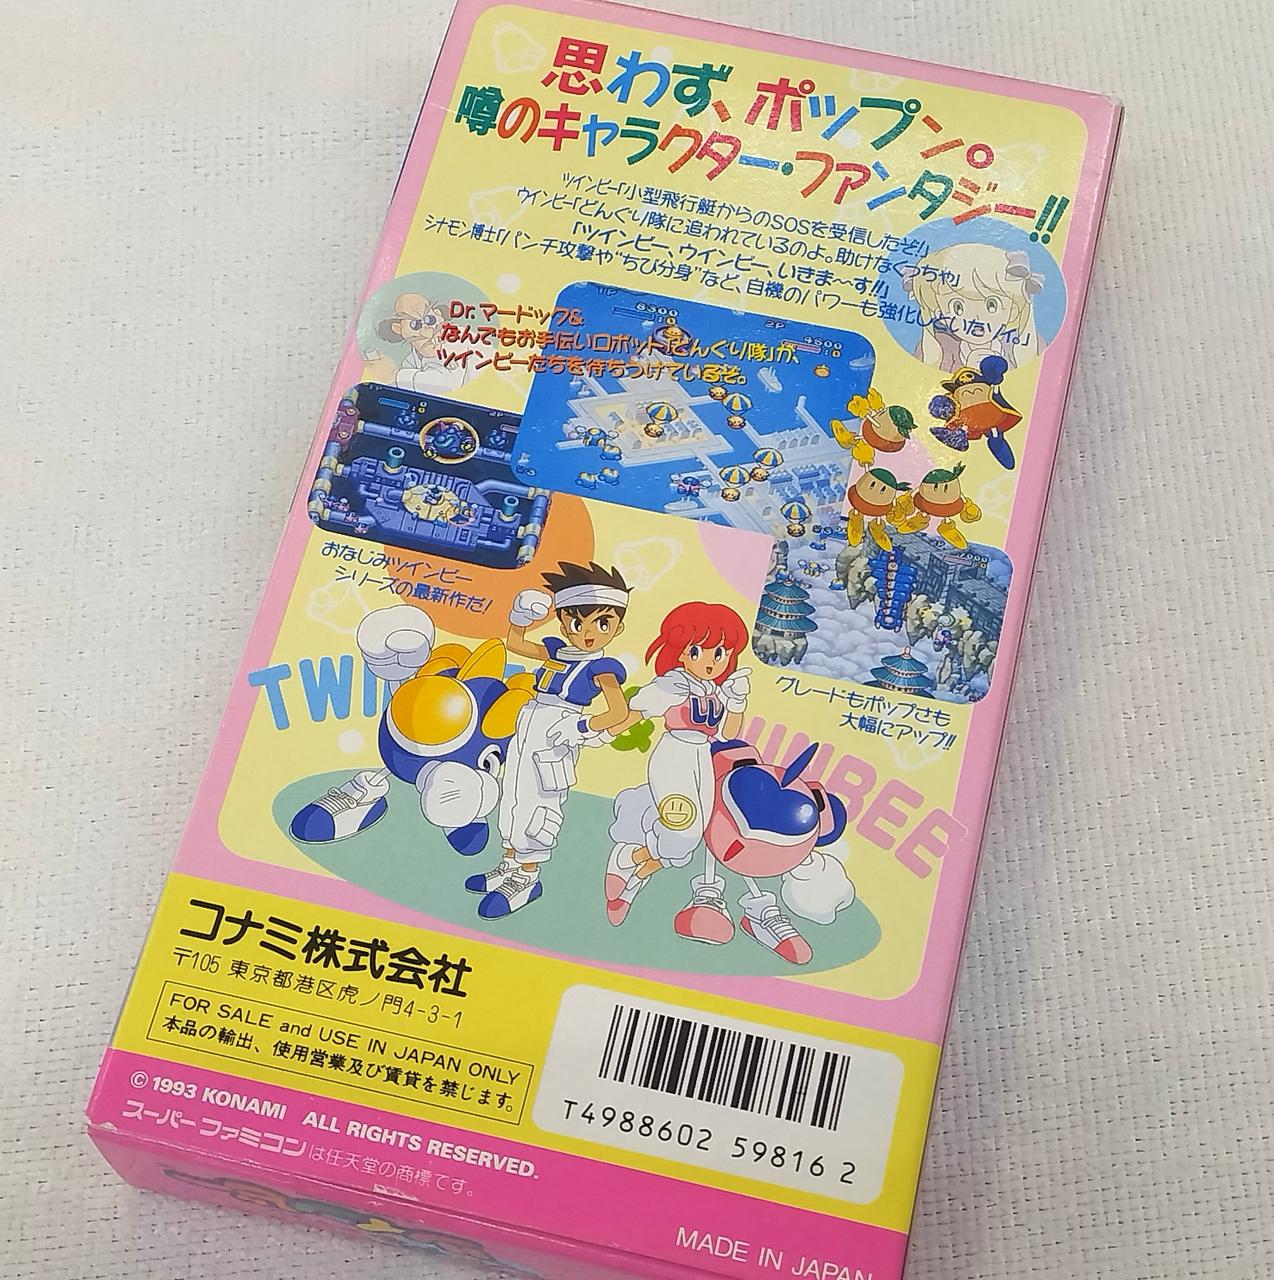 思わず、ポップン。
噂のキャラクター・ファンタジー!!
ツインビー「小型飛行艇からのSOSを受信したぞ!」
ウインビー「どんぐり隊に追われているのよ。助けなくっちゃ」
「ツインビー、ウインビー、いきま〜す!!」
シナモン博士「パンチ攻撃や“ちび分身”など、自機のパワーも強化しといたゾイ。」
Dr.マードック&
なんでもお手伝いロボット「どんぐり隊」が、
ツインビーたちを待ちつけているぞ。
おなじみツインビー
シリーズの最新作だ!
グレードもポップさも
大幅にアップ!!
コナミ株式会社
〒105 東京都港区虎ノ門4-3-1
FOR SALE and USE IN JAPAN ONLY
本品の輸出、使用営業及び賃貸を禁じます。
© 1993 KONAMI ALL RIGHTS RESERVED.
スーパーファミコンは任天堂の商標です。
T4988602 59816 2
MADE IN JAPAN